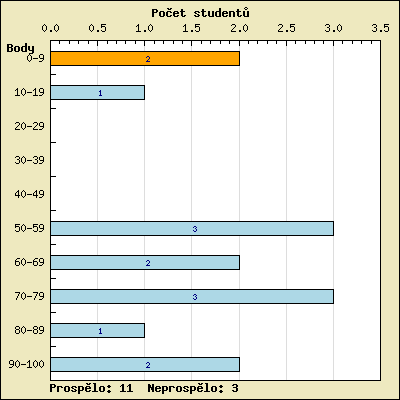 Počet studentů
0.0 0.5 1.0 1.5 2.0 2.5 3.0 3.5
Body
0-9 2
10-19 1
20-29
30-39
40-49
50-59 3
60-69 2
70-79 3
80-89 1
90-100 2
Prospělo: 11 Neprospělo: 3